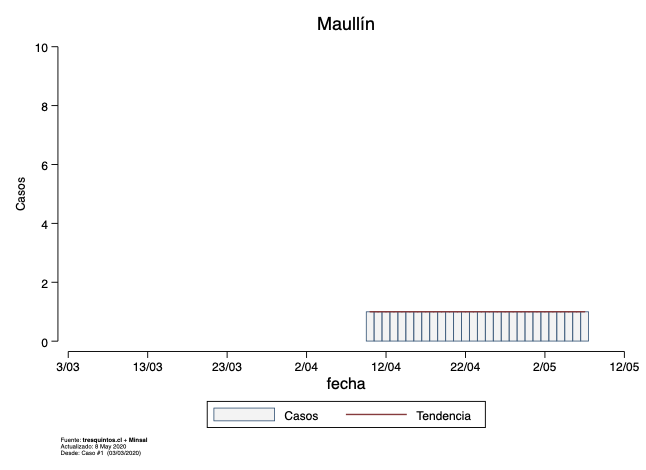 Maullín
Casos
10
8
6
4
2
0
3/03 13/03 23/03 2/04 12/04 22/04 2/05 12/05
fecha
Casos Tendencia
Fuente: tresquintos.cl + Minsal
Actualizado: 8 May 2020
Desde: Caso #1 (03/03/2020)